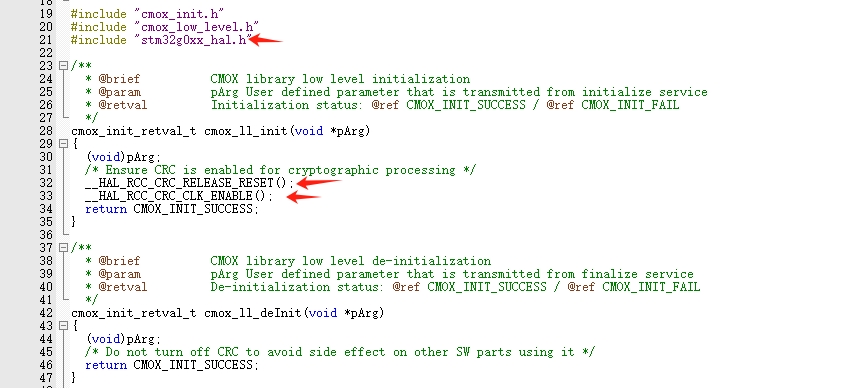 18
19 #include "cmox_init.h"
20 #include "cmox_low_level.h"
21 #include "stm32g0xx_hal.h"
22
23 /**
24   * @brief          CMOX library low level initialization
25   * @param          pArg User defined parameter that is transmitted from initialize service
26   * @retval         Initialization status: @ref CMOX_INIT_SUCCESS / @ref CMOX_INIT_FAIL
27   */
28 cmox_init_retval_t cmox_ll_init(void *pArg)
29 {
30   (void)pArg;
31   /* Ensure CRC is enabled for cryptographic processing */
32   __HAL_RCC_CRC_RELEASE_RESET();
33   __HAL_RCC_CRC_CLK_ENABLE();
34   return CMOX_INIT_SUCCESS;
35 }
36
37 /**
38   * @brief          CMOX library low level de-initialization
39   * @param          pArg User defined parameter that is transmitted from finalize service
40   * @retval         De-initialization status: @ref CMOX_INIT_SUCCESS / @ref CMOX_INIT_FAIL
41   */
42 cmox_init_retval_t cmox_ll_deInit(void *pArg)
43 {
44   (void)pArg;
45   /* Do not turn off CRC to avoid side effect on other SW parts using it */
46   return CMOX_INIT_SUCCESS;
47 }